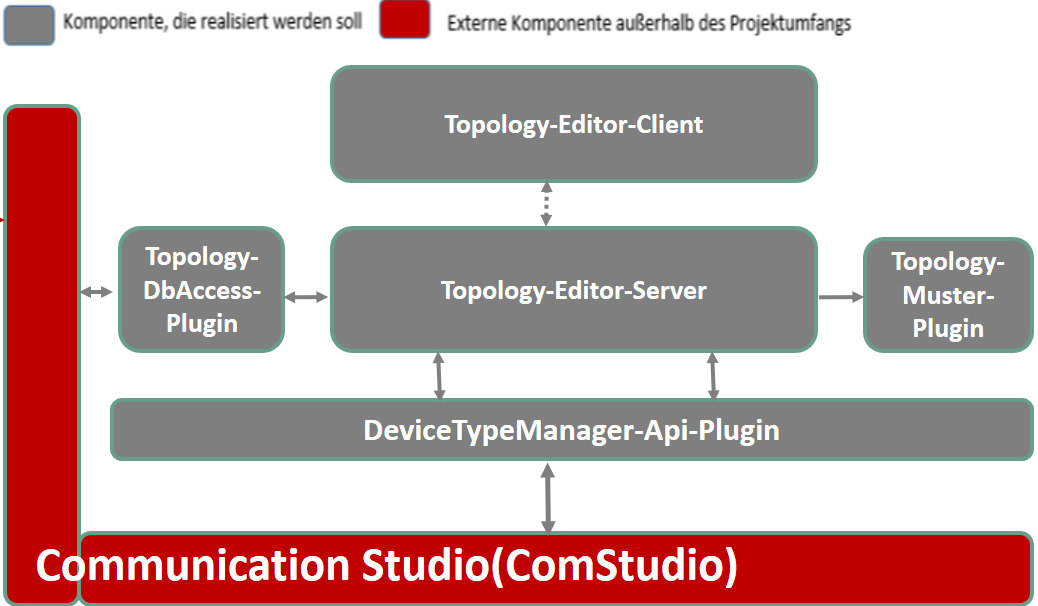 Komponente, die realisiert werden soll
Externe Komponente außerhalb des Projektumfangs
Topology-Editor-Client
Topology-
DbAccess-
Plugin
Topology-Editor-Server
Topology-
Muster-
Plugin
DeviceTypeManager-Api-Plugin
Communication Studio(ComStudio)